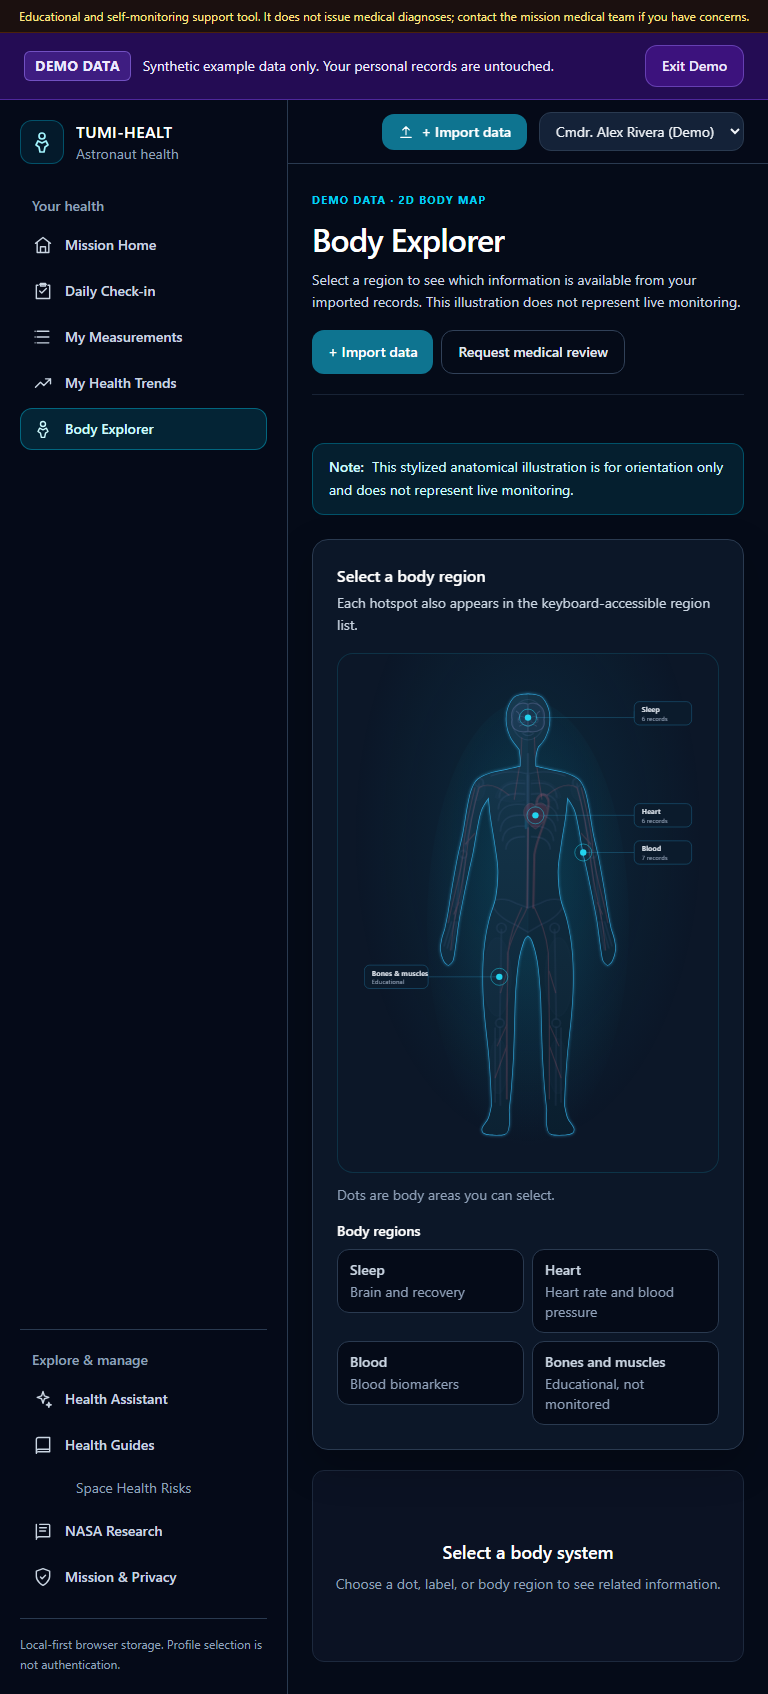 Educational and self-monitoring support tool. It does not issue medical diagnoses; contact the mission medical team if you have concerns.
DEMO DATA
Synthetic example data only. Your personal records are untouched.
Exit Demo
TUMI-HEALT
Astronaut health
+ Import data
Cmdr. Alex Rivera (Demo)
Your health
Mission Home
Daily Check-in
My Measurements
My Health Trends
Body Explorer
DEMO DATA · 2D BODY MAP
Body Explorer
Select a region to see which information is available from your
imported records. This illustration does not represent live monitoring.
+ Import data
Request medical review
Note: This stylized anatomical illustration is for orientation only
and does not represent live monitoring.
Select a body region
Each hotspot also appears in the keyboard-accessible region
list.
Sleep
6 records
Heart
6 records
Blood
7 records
Bones & muscles
Educational
Dots are body areas you can select.
Body regions
Sleep
Brain and recovery
Heart
Heart rate and blood
pressure
Blood
Blood biomarkers
Bones and muscles
Educational, not
monitored
Select a body system
Choose a dot, label, or body region to see related information.
Explore & manage
Health Assistant
Health Guides
Space Health Risks
NASA Research
Mission & Privacy
Local-first browser storage. Profile selection is
not authentication.